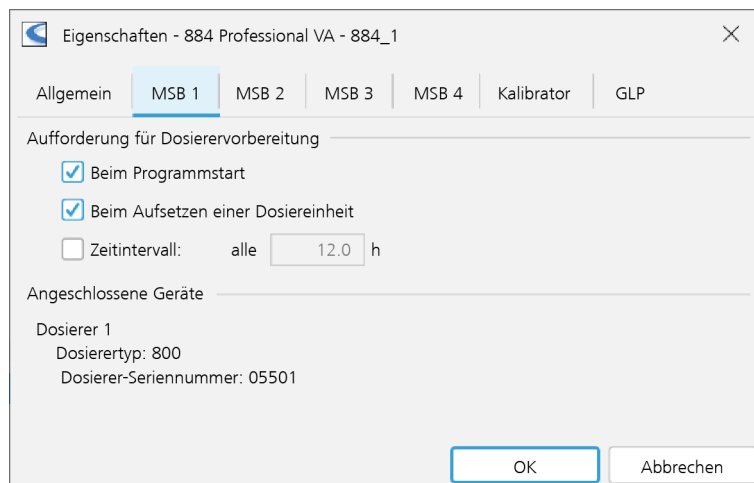 Eigenschaften - 884 Professional VA - 884_1
Allgemein MSB 1 MSB 2 MSB 3 MSB 4 Kalibrator GLP
Aufforderung für Dosierervorbereitung
Beim Programmstart
Beim Aufsetzen einer Dosiereinheit
Zeitintervall: alle 12.0 h
Angeschlossene Geräte
Dosierer 1
Dosierertyp: 800
Dosierer-Seriennummer: 05501
OK Abbrechen